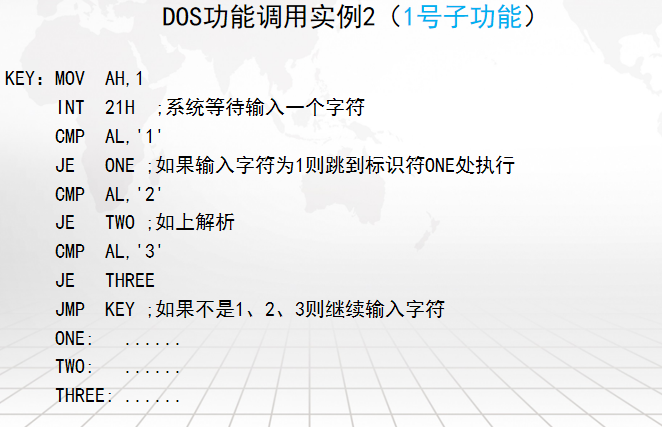 DOS功能调用实例2（1号子功能）
KEY：MOV AH,1
INT 21H ;系统等待输入一个字符
CMP AL,'1'
JE ONE ;如果输入字符为1则跳到标识符ONE处执行
CMP AL,'2'
JE TWO ;如上解析
CMP AL,'3'
JE THREE
JMP KEY ;如果不是1、2、3则继续输入字符
ONE: ......
TWO: ......
THREE: ......